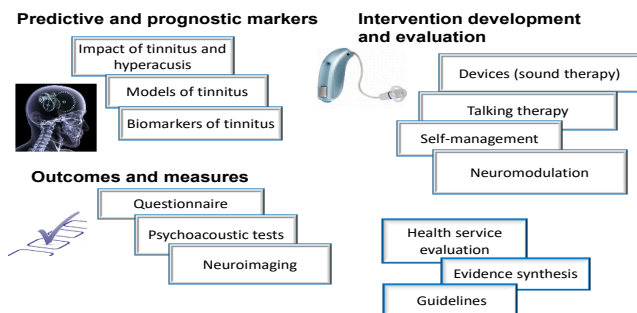 Predictive and prognostic markers
Impact of tinnitus and
hyperacusis
Models of tinnitus
Biomarkers of tinnitus
Outcomes and measures
Questionnaire
Psychoacoustic tests
Neuroimaging
Intervention development
and evaluation
Devices (sound therapy)
Talking therapy
Self-management
Neuromodulation
Health service
evaluation
Evidence synthesis
Guidelines